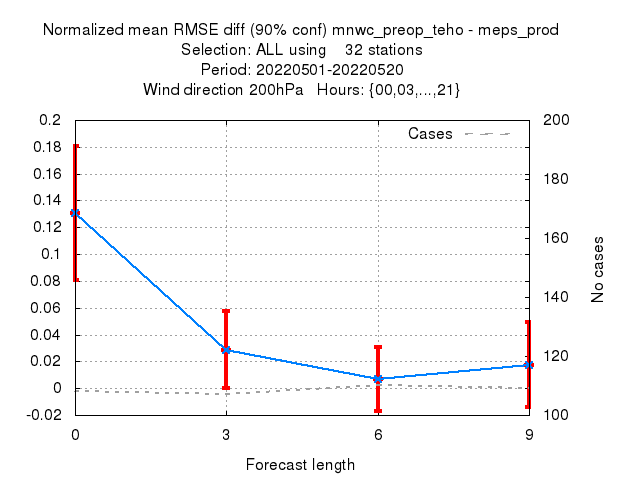 Normalized mean RMSE diff (90% conf) mnwc_preop_teho - meps_prod
Selection: ALL using    32 stations
Period: 20220501-20220520
Wind direction 200hPa   Hours: {00,03,...,21}
Cases
0.2
0.18
0.16
0.14
0.12
0.1
0.08
0.06
0.04
0.02
0
-0.02
200
180
160
140
120
100
No cases
0 3 6 9
Forecast length